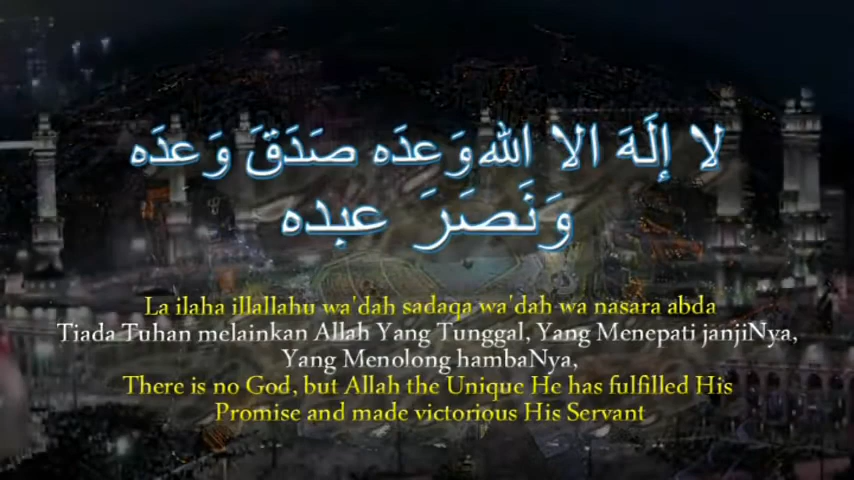 لا إلَهَ الا الله وَعدَه صَدَقَ وَعدَه
وَنَصَرَ عبده
La ilaha illallahu wa'dah sadaqa wa'dah wa nasara abda
Tiada Tuhan melainkan Allah Yang Tunggal, Yang Menepati janjiNya,
Yang Menolong hambaNya,
There is no God, but Allah the Unique He has fulfilled His
Promise and made victorious His Servant